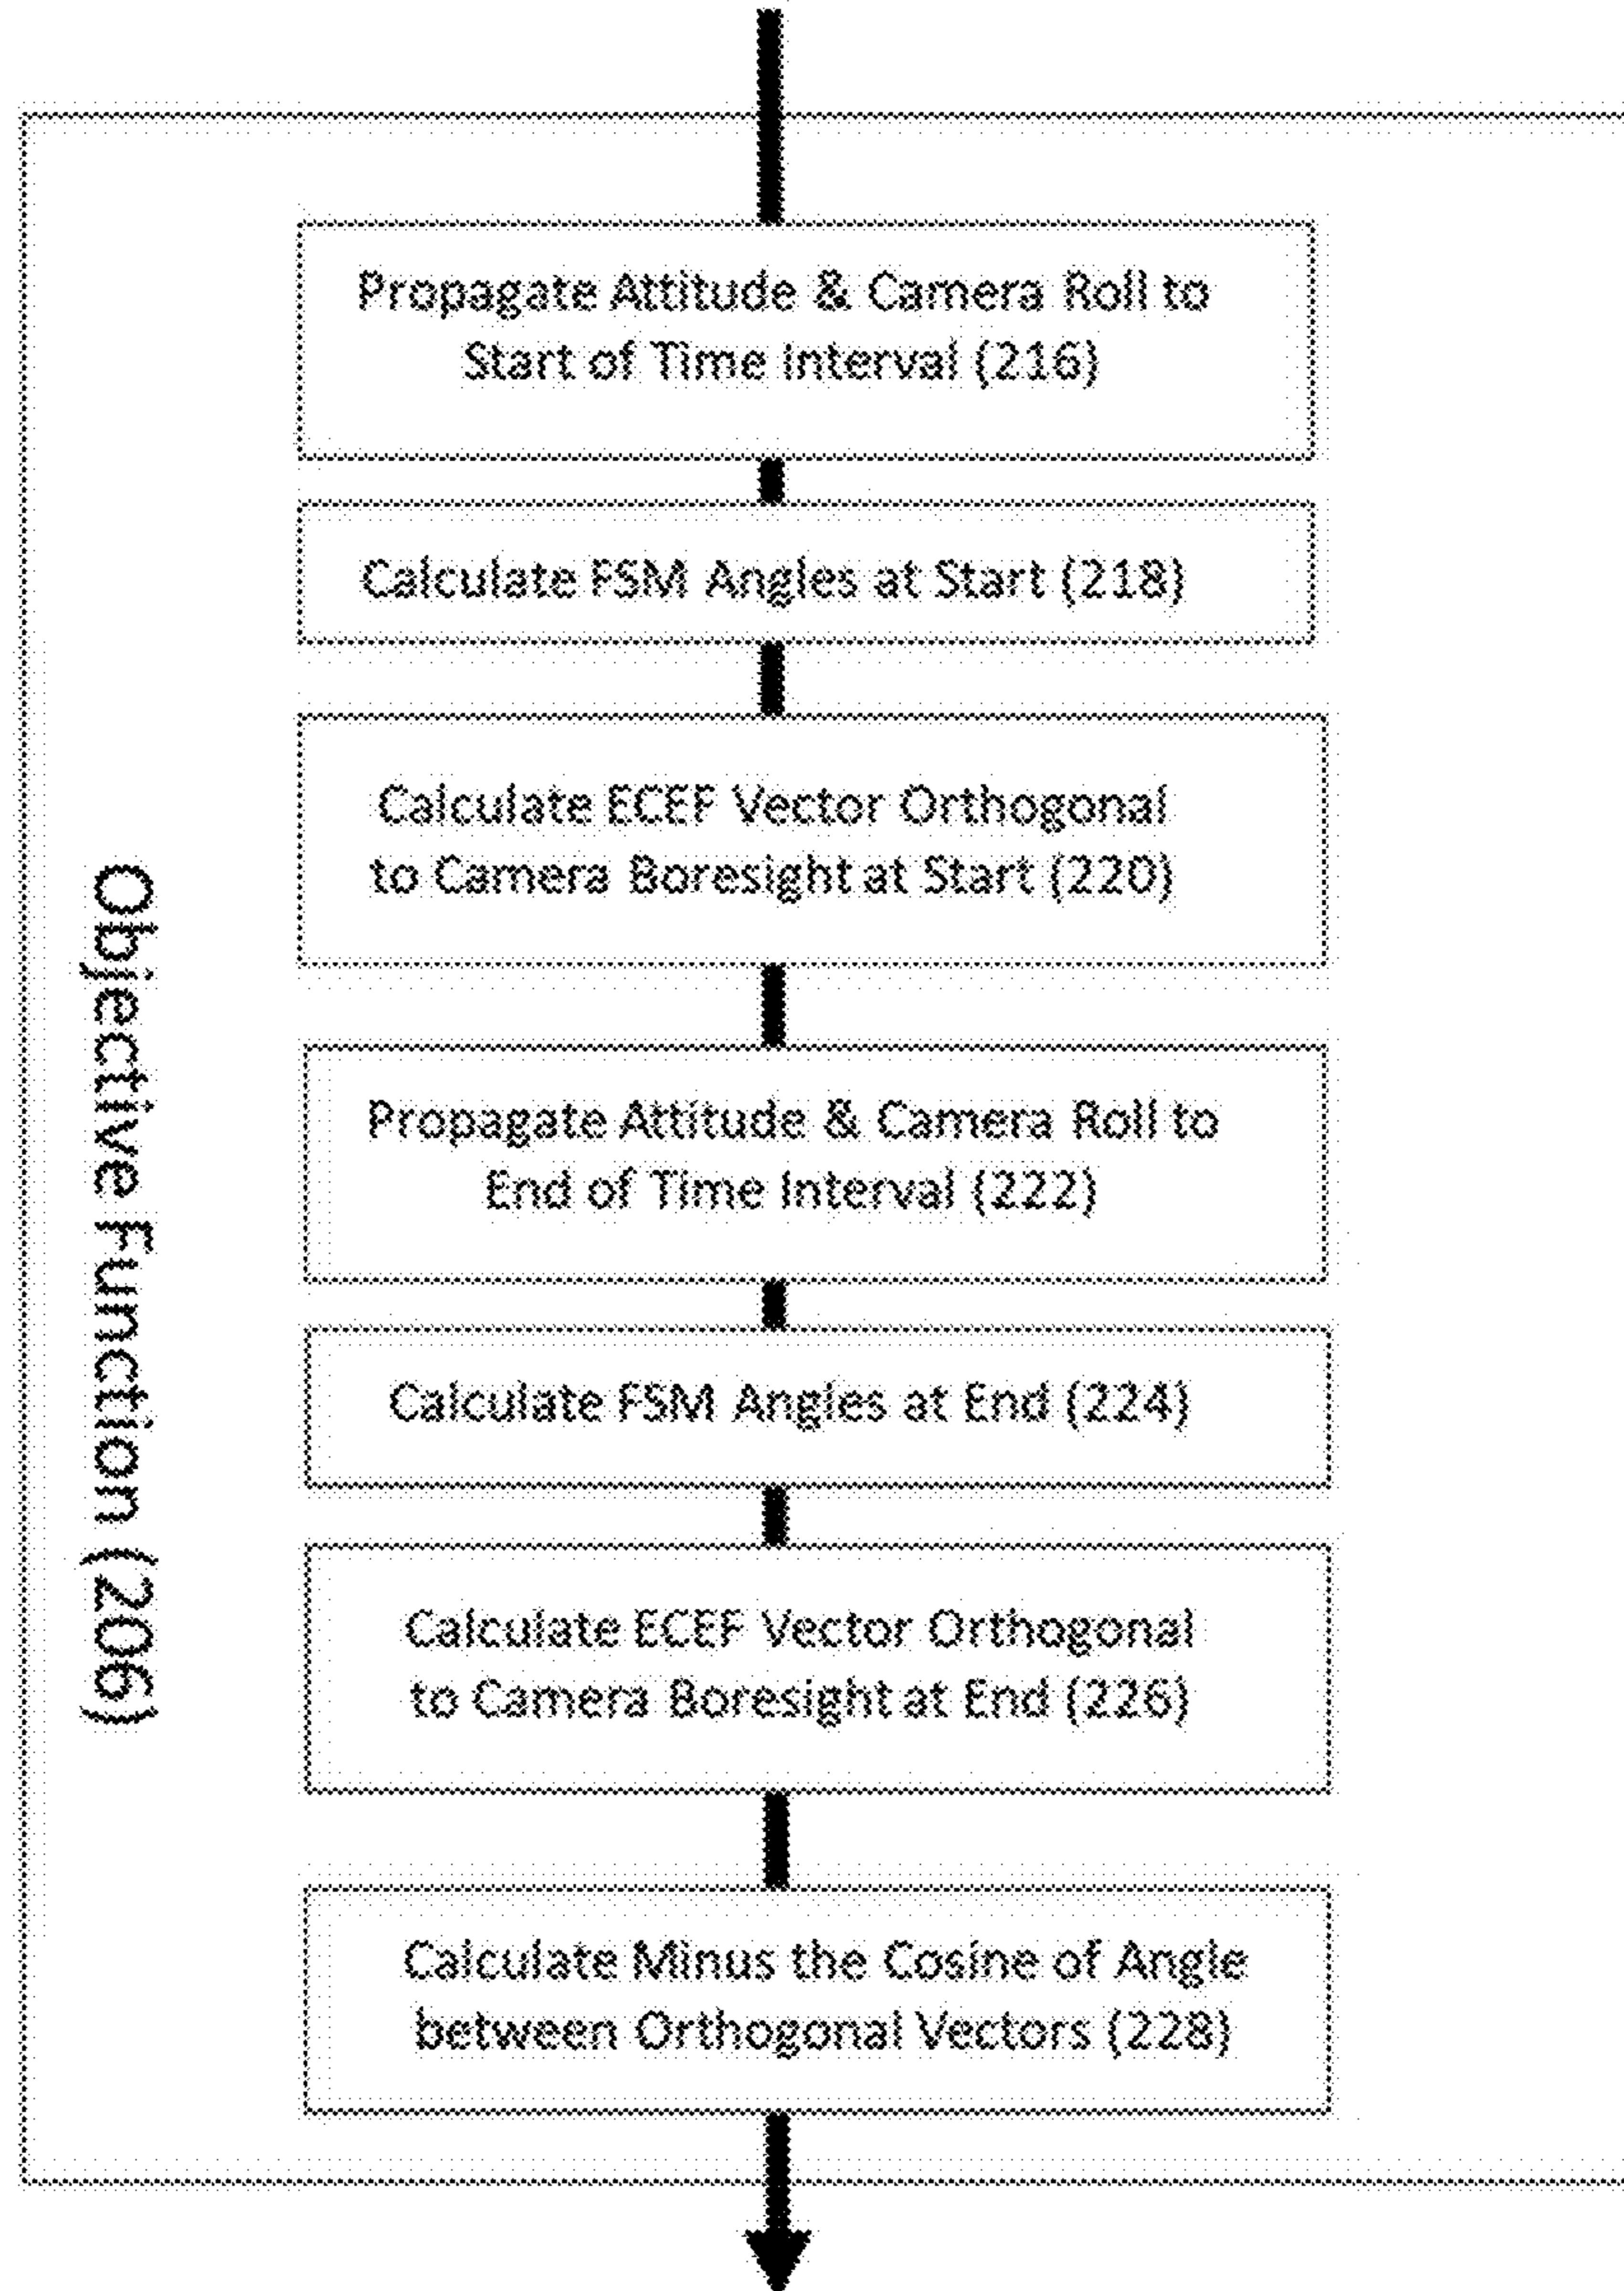 Propagate Attitude & Camera Roll to
Start of Time Interval (216)
Calculate FSM Angles at Start (218)
Calculate ECEF Vector Orthogonal
to Camera Boresight at Start (220)
Propagate Attitude & Camera Roll to
End of Time Interval (222)
Calculate FSM Angles at End (224)
Calculate ECEF Vector Orthogonal
to Camera Boresight at End (226)
Calculate Minus the Cosine of Angle
between Orthogonal Vectors (228)
Objective Function (206)